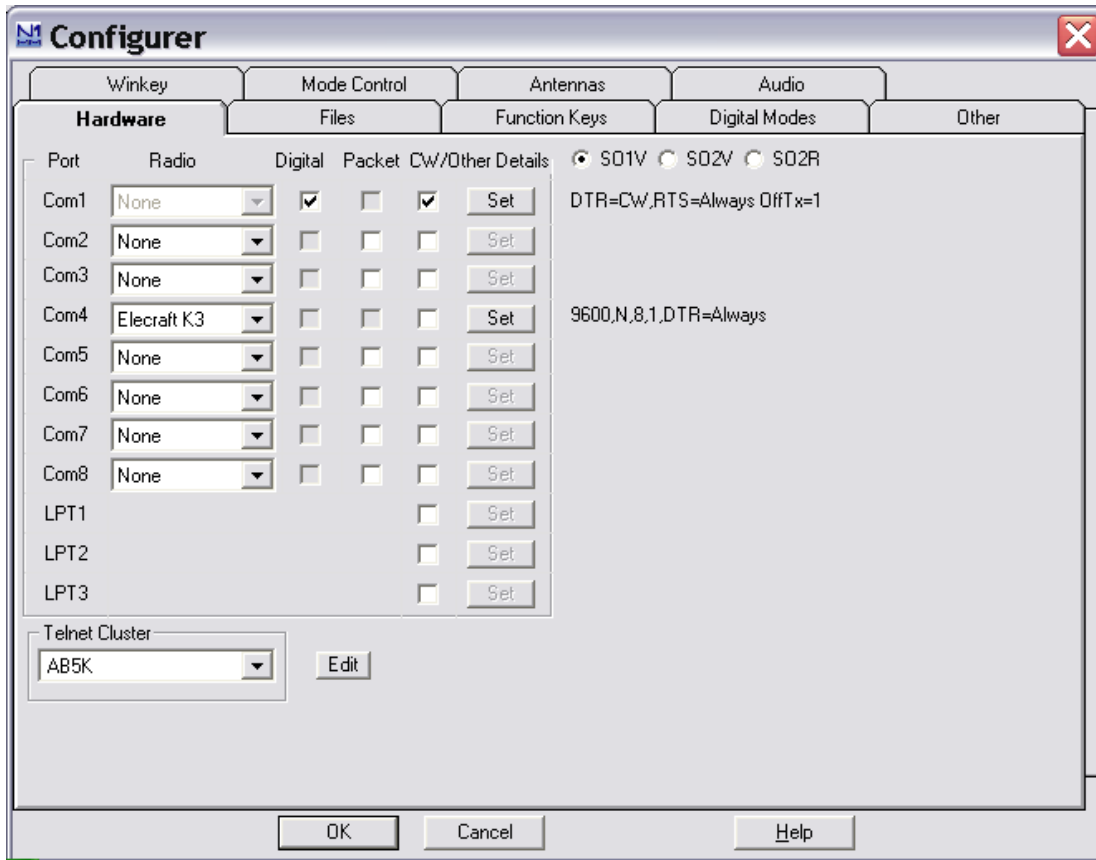 N1 Configurer
Winkey Mode Control Antennas Audio
Hardware Files Function Keys Digital Modes Other
Port Radio Digital Packet CW/Other Details SO1V SO2V SO2R
Com1 None Set DTR=CW,RTS=Always OffTx=1
Com2 None Set
Com3 None Set
Com4 Elecraft K3 Set 9600,N,8,1,DTR=Always
Com5 None Set
Com6 None Set
Com7 None Set
Com8 None Set
LPT1 Set
LPT2 Set
LPT3 Set
Telnet Cluster
AB5K Edit
OK Cancel Help